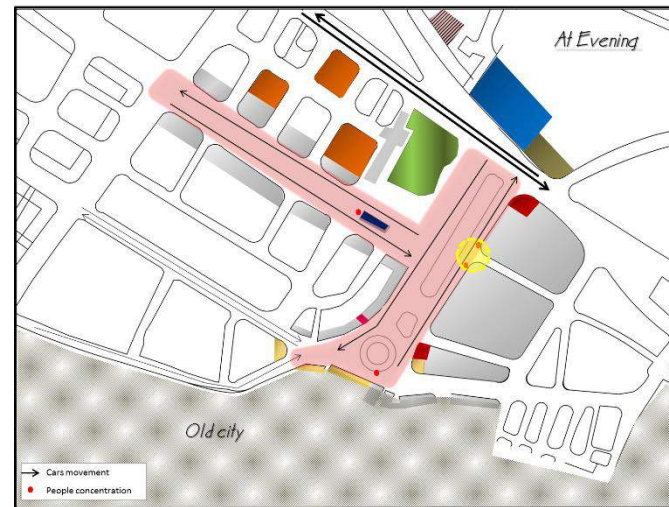 At Evening
Old city
Cars movement
People concentration